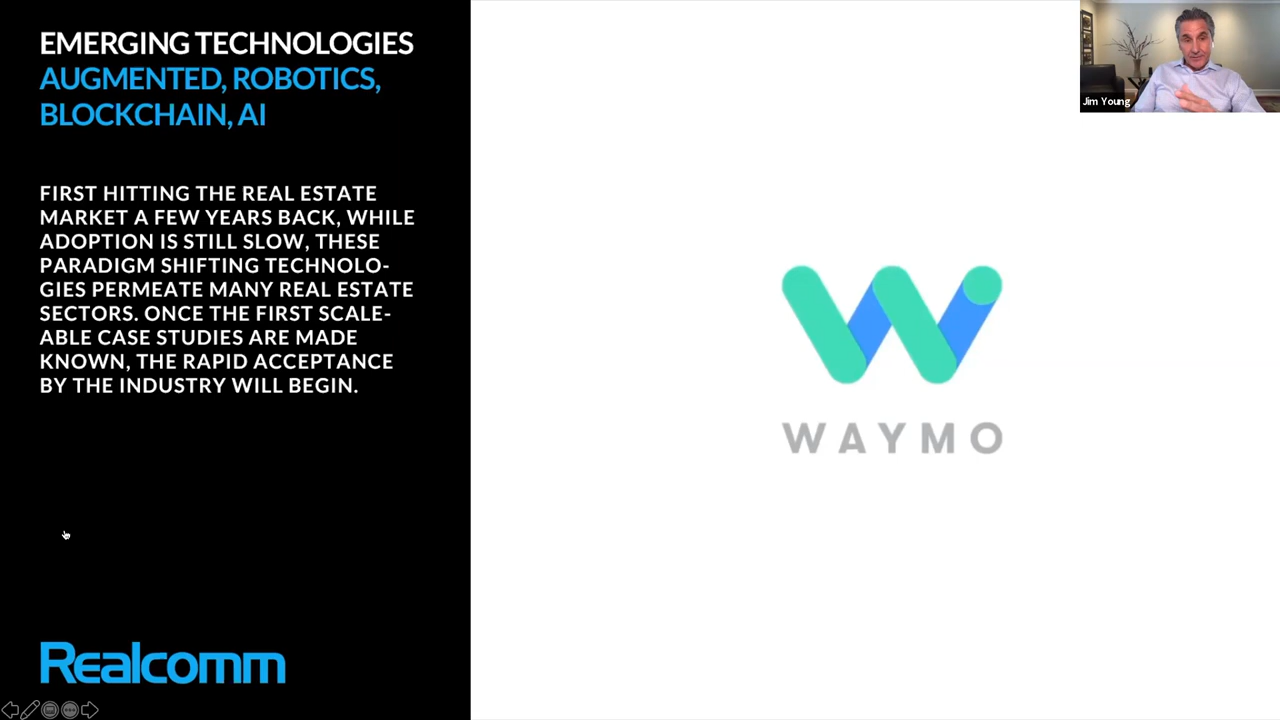 EMERGING TECHNOLOGIES
AUGMENTED, ROBOTICS,
BLOCKCHAIN, AI
FIRST HITTING THE REAL ESTATE
MARKET A FEW YEARS BACK, WHILE
ADOPTION IS STILL SLOW, THESE
PARADIGM SHIFTING TECHNOLO-
GIES PERMEATE MANY REAL ESTATE
SECTORS. ONCE THE FIRST SCALE-
ABLE CASE STUDIES ARE MADE
KNOWN, THE RAPID ACCEPTANCE
BY THE INDUSTRY WILL BEGIN.
Realcomm
WAYMO
Jim Young